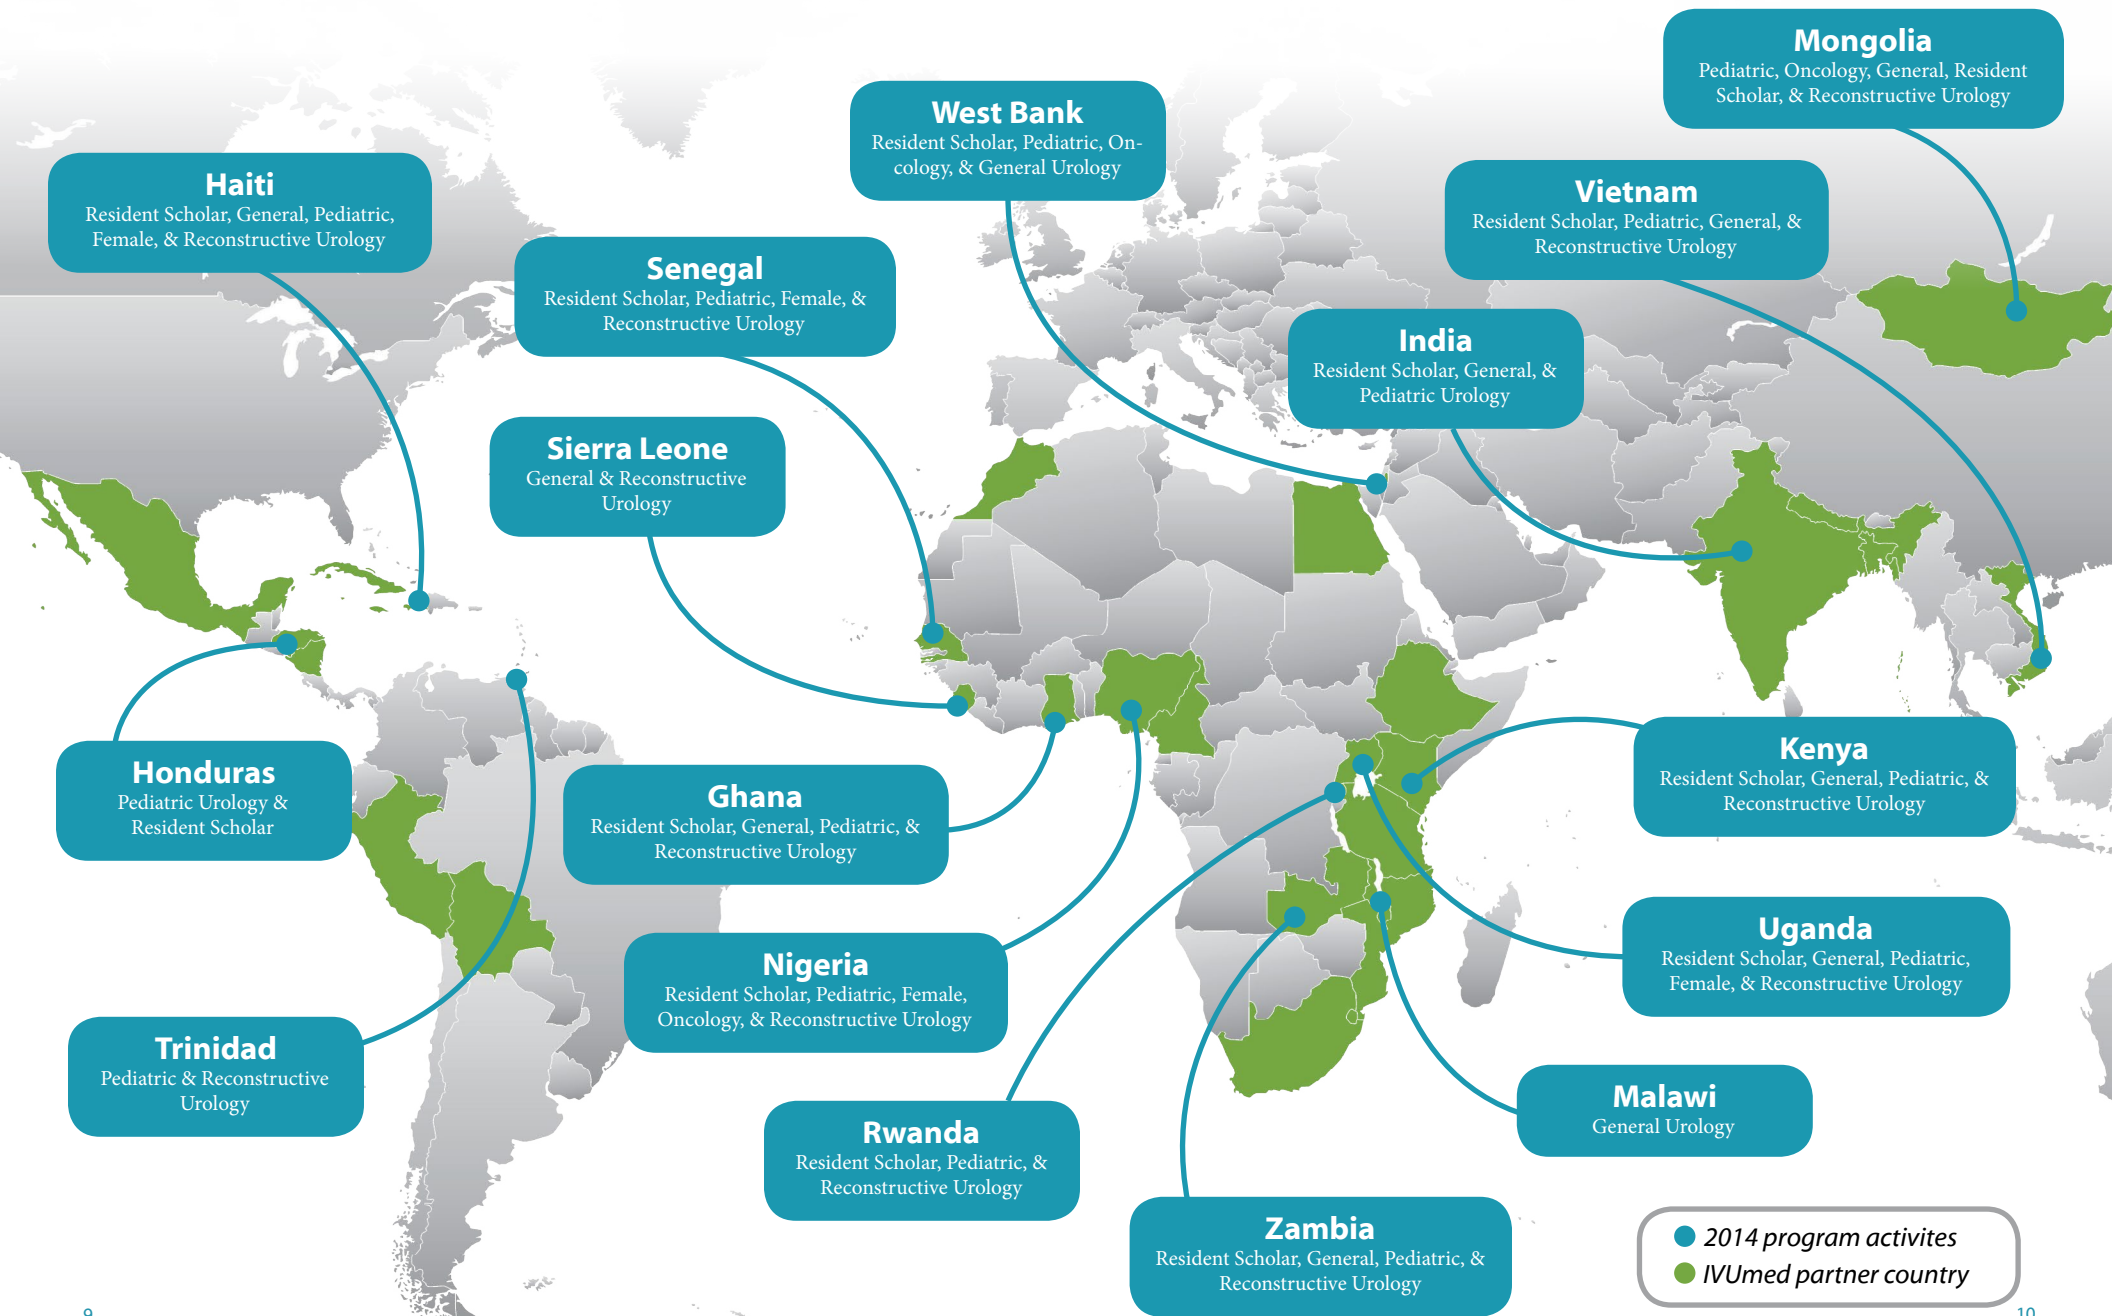 Mongolia
Pediatric, Oncology, General, Resident
Scholar, & Reconstructive Urology
West Bank
Resident Scholar, Pediatric, On-
cology, & General Urology
Haiti
Resident Scholar, General, Pediatric,
Female, & Reconstructive Urology
Vietnam
Resident Scholar, Pediatric, General, &
Reconstructive Urology
Senegal
Resident Scholar, Pediatric, Female, &
Reconstructive Urology
India
Resident Scholar, General, &
Pediatric Urology
Sierra Leone
General & Reconstructive
Urology
Honduras
Pediatric Urology &
Resident Scholar
Ghana
Resident Scholar, General, Pediatric, &
Reconstructive Urology
Kenya
Resident Scholar, General, Pediatric, &
Reconstructive Urology
Nigeria
Resident Scholar, Pediatric, Female,
Oncology, & Reconstructive Urology
Uganda
Resident Scholar, General, Pediatric,
Female, & Reconstructive Urology
Trinidad
Pediatric & Reconstructive
Urology
Rwanda
Resident Scholar, Pediatric, &
Reconstructive Urology
Malawi
General Urology
Zambia
Resident Scholar, General, Pediatric, &
Reconstructive Urology
2014 program activites
IVUmed partner country
9
10